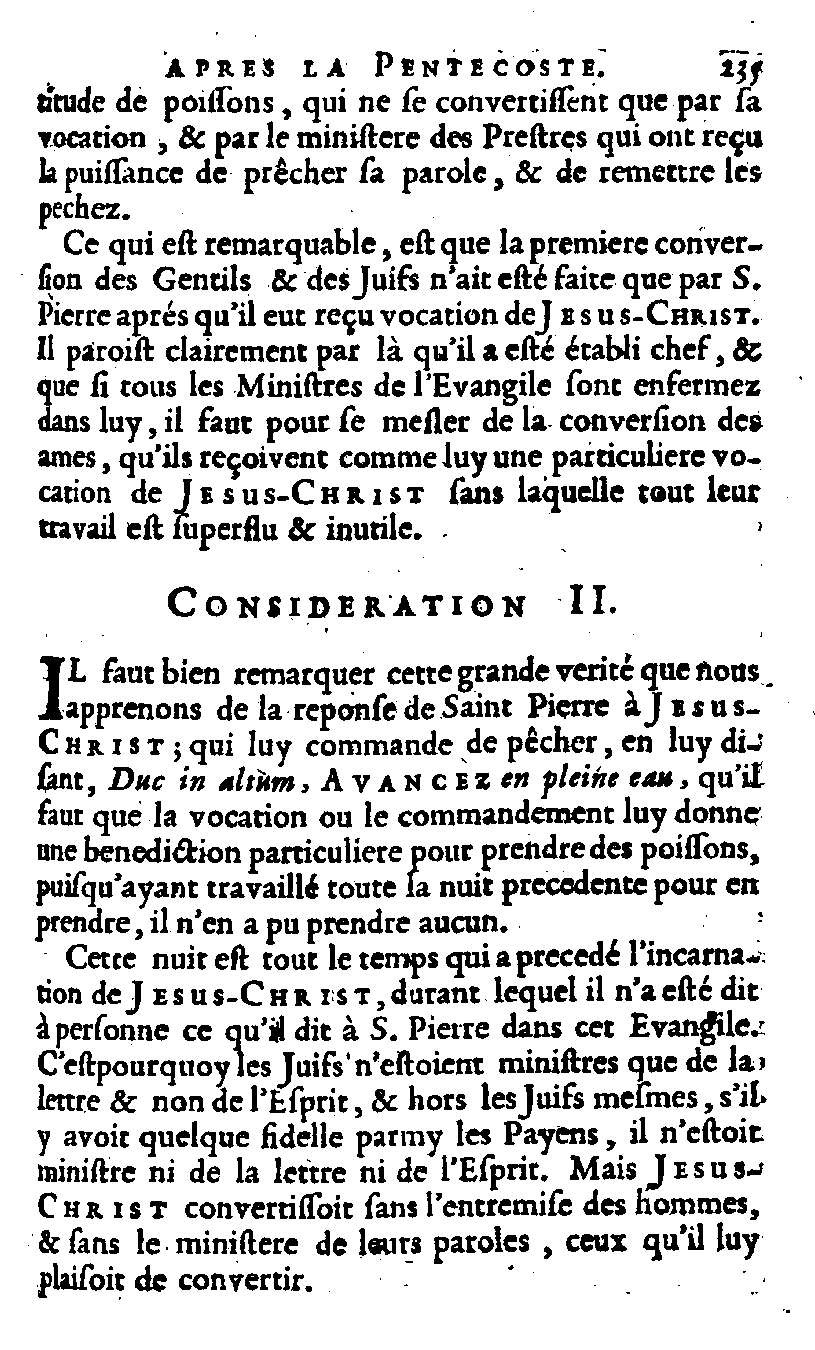 APRES LA PENTECOSTE. 235
titude de poiſſons, qui ne ſe convertiſſent que par ſa
vocation, & par le miniſtere des Preſtres qui ont reçu
la puiſſance de prêcher ſa parole, & de remettre les
pechez.
Ce qui eſt remarquable, eſt que la premiere conver-
ſion des Gentils & des Juifs n'ait eſté faite que par S.
Pierre aprés qu'il eut reçu vocation de JESUS-CHRIST.
Il paroiſt clairement par là qu'il a eſté établi chef, &
que ſi tous les Miniſtres de l'Evangile ſont enfermez
dans luy, il faut pour ſe meſler de la converſion des
ames, qu'ils reçoivent comme luy une particuliere vo-
cation de JESUS-CHRIST ſans laquelle tout leur
travail eſt ſuperflu & inutile.
CONSIDERATION II.
IL faut bien remarquer cette grande verité que nous
apprenons de la reponſe de Saint Pierre à JESUS-
CHRIST; qui luy commande de pêcher, en luy di-
ſant, Duc in altum, AVANCEZ en pleine eau, qu'il
faut que la vocation ou le commandement luy donne
une benediction particuliere pour prendre des poiſſons,
puiſqu'ayant travaillé toute la nuit precedente pour en
prendre, il n'en a pu prendre aucun.
Cette nuit eſt tout le temps qui a precedé l'incarna-
tion de JESUS-CHRIST, durant lequel il n'a eſté dit
à perſonne ce qu'il dit à S. Pierre dans cet Evangile.
C'eſtpourquoy les Juifs n'eſtoient miniſtres que de la
lettre & non de l'Eſprit, & hors les Juifs meſmes, s'il
y avoit quelque fidelle parmy les Payens, il n'eſtoit
miniſtre ni de la lettre ni de l'Eſprit. Mais JESUS-
CHRIST convertiſſoit ſans l'entremiſe des hommes,
& ſans le miniſtere de leurs paroles, ceux qu'il luy
plaiſoit de convertir.